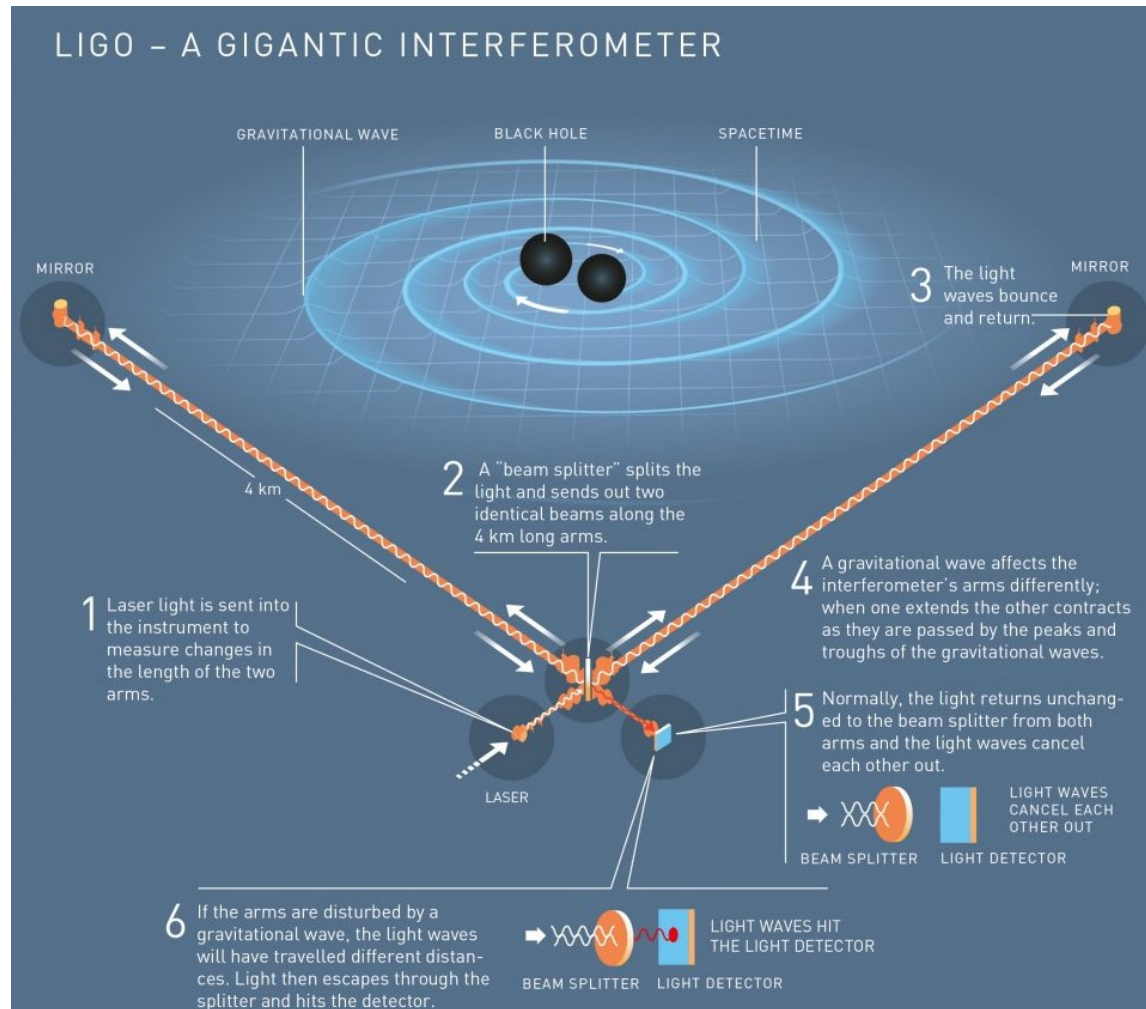 LIGO – A GIGANTIC INTERFEROMETER
GRAVITATIONAL WAVE
BLACK HOLE
SPACETIME
MIRROR
3 The light
waves bounce
and return.
MIRROR
4 km
2 A "beam splitter" splits the
light and sends out two
identical beams along the
4 km long arms.
1 Laser light is sent into
the instrument to
measure changes in
the length of the two
arms.
4 A gravitational wave affects the
interferometer's arms differently;
when one extends the other contracts
as they are passed by the peaks and
troughs of the gravitational waves.
5 Normally, the light returns unchang-
ed to the beam splitter from both
arms and the light waves cancel
each other out.
LASER
LIGHT WAVES
CANCEL EACH
OTHER OUT
BEAM SPLITTER
LIGHT DETECTOR
6 If the arms are disturbed by a
gravitational wave, the light waves
will have travelled different distan-
ces. Light then escapes through the
splitter and hits the detector.
LIGHT WAVES HIT
THE LIGHT DETECTOR
BEAM SPLITTER
LIGHT DETECTOR